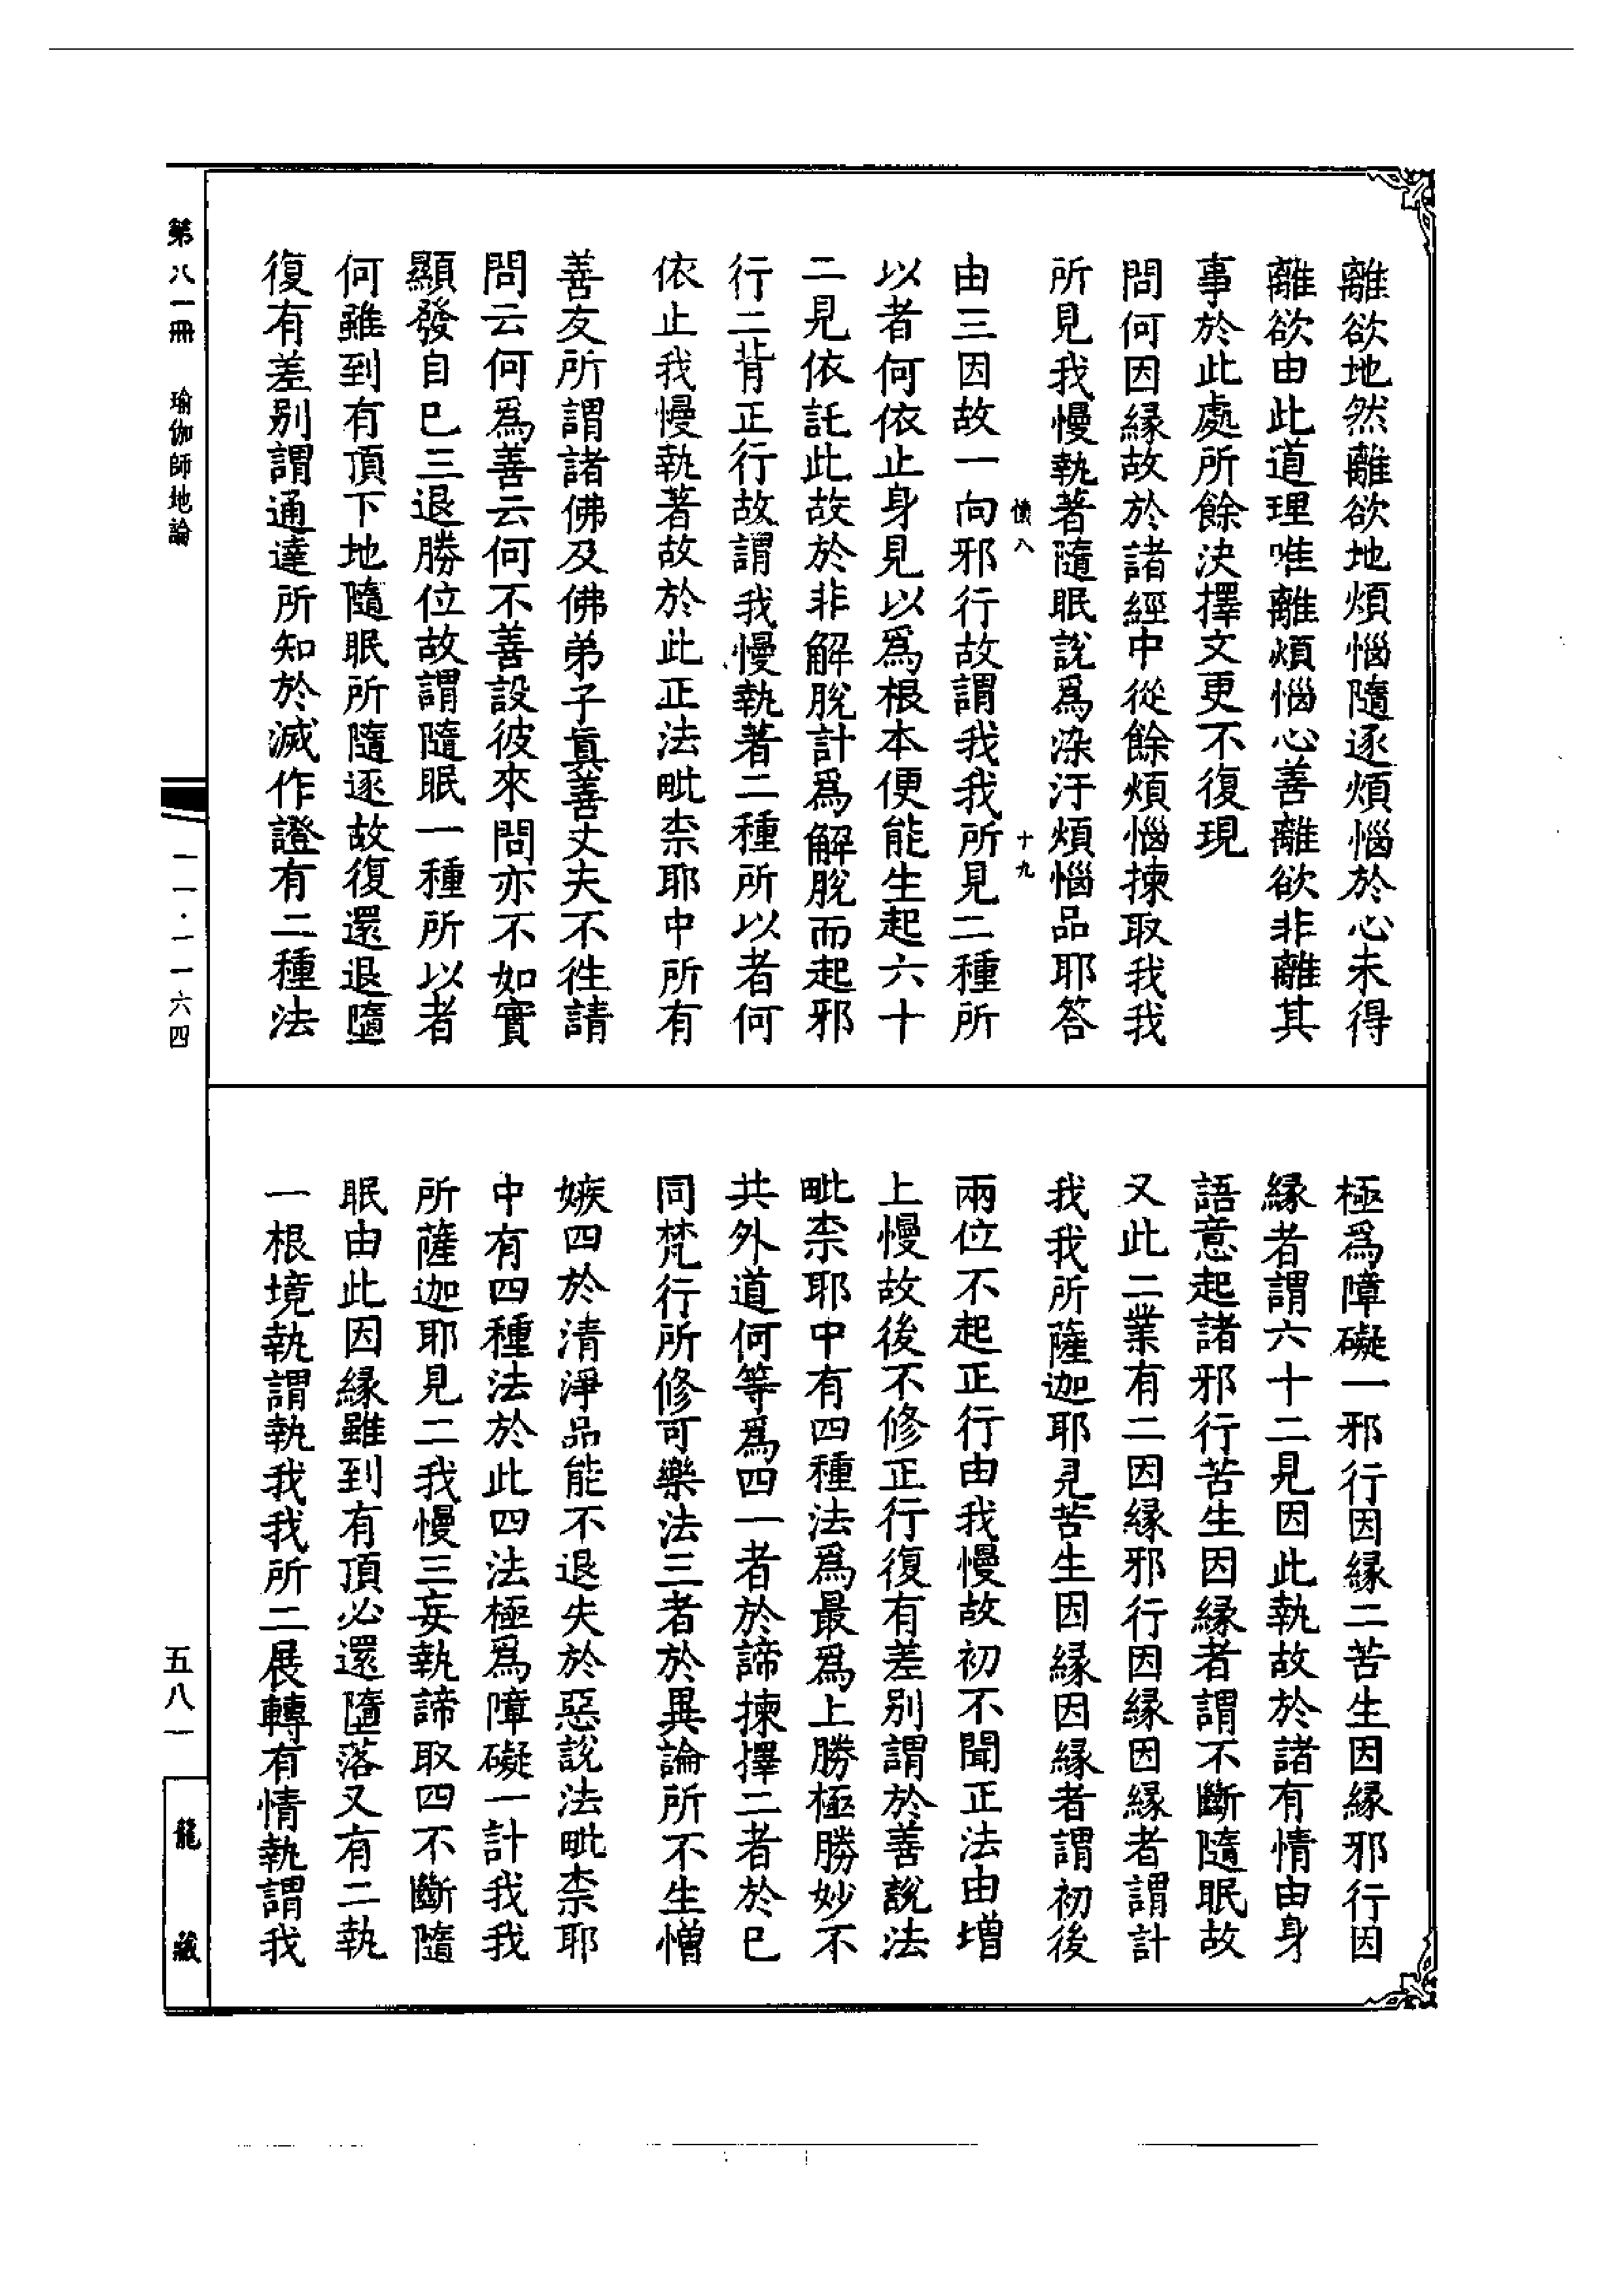 離欲地然離欲地煩惱隨逐煩惱於心未得
離欲由此道理唯離煩惱心善離欲非離其
事於此處所餘決擇文更不復現
問何因緣故於諸經中從餘煩惱揀取我我
所見我慢執著隨眠說爲染汙煩惱品耶答
儀八 十九
由三因故一向邪行故謂我我所見二種所
以者何依止身見以爲根本便能生起六十
二見依託此故於非解脫計爲解脫而起邪
行二背正行故謂我慢執著二種所以者何
依止我慢執著故於此正法毗柰耶中所有
善友所謂諸佛及佛弟子真善丈夫不往請
問云何爲善云何不善設彼來問亦不如實
顯發自已三退勝位故謂隨眠一種所以者
何雖到有頂下地隨眠所隨逐故復還退墮
復有差別謂通達所知於滅作證有二種法
極爲障礙一邪行因緣二苦生因緣邪行因
緣者謂六十二見因此執故於諸有情由身
語意起諸邪行苦生因緣者謂不斷隨眠故
又此二業有二因緣邪行因緣因緣者謂計
我我所薩迦耶見苦生因緣因緣者謂初後
兩位不起正行由我慢故初不聞正法由增
上慢故後不修正行復有差別謂於善說法
毗柰耶中有四種法爲最爲上勝極勝妙不
共外道何等爲四一者於諦揀擇二者於已
同梵行所修可樂法三者於異論所不生憎
嫉四於清淨品能不退失於惡說法毗柰耶
中有四種法於此四法極爲障礙一計我我
所薩迦耶見二我慢三妄執諦取四不斷隨
眠由此因緣雖到有頂必還墮落又有二執
一根境執謂執我我所二展轉有情執謂我
第八一冊 瑜伽師地論
一一·一一六四
五八一
龍藏